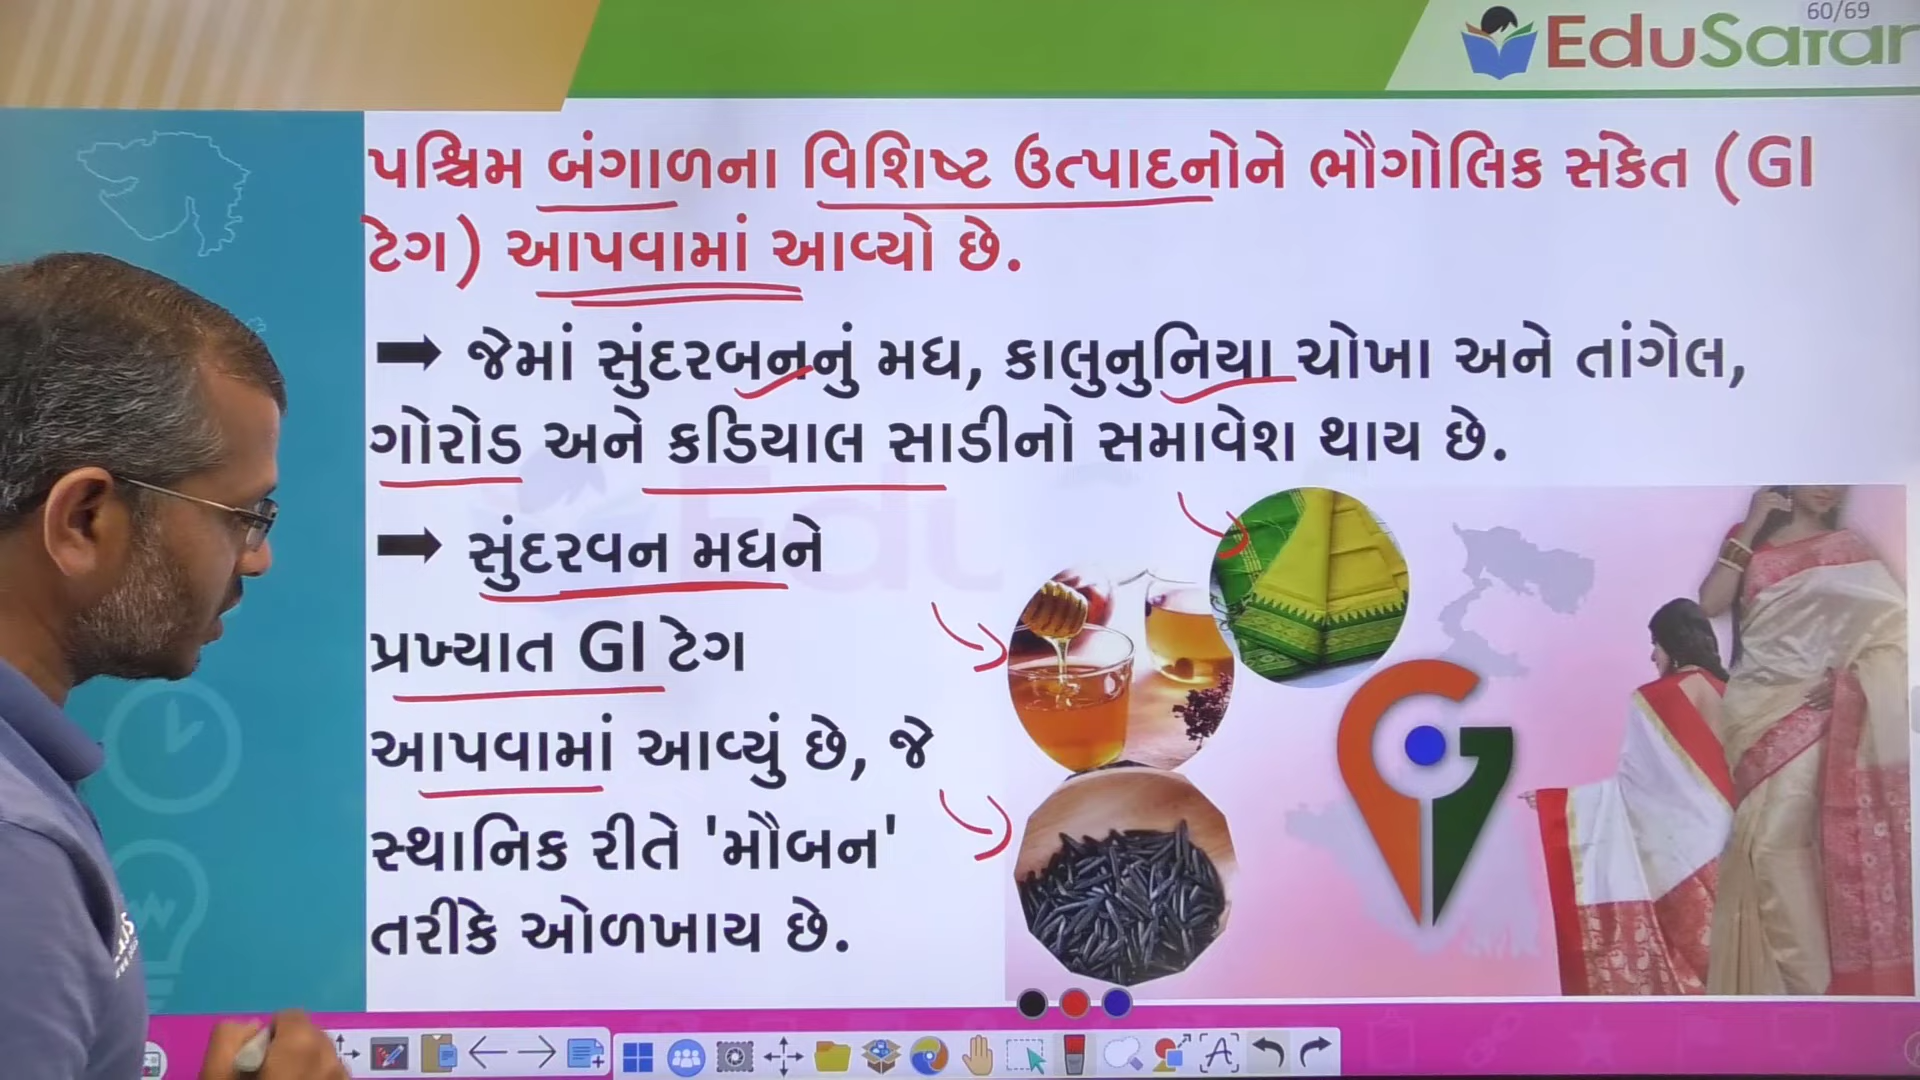 60/69
EduSafar
પશ્ચિમ બંગાળના વિશિષ્ટ ઉત્પાદનોને ભૌગોલિક સંકેત (GI
ટેગ) આપવામાં આવ્યો છે.
➡ જેમાં સુંદરબનનું મધ, કાલુનુનિયા ચોખા અને તાંગેલ,
ગોરોડ અને કડિયાલ સાડીનો સમાવેશ થાય છે.
➡ સુંદરવન મધને
પ્રખ્યાત GI ટેગ
આપવામાં આવ્યું છે, જે
સ્થાનિક રીતે 'મૌબન'
તરીકે ઓળખાય છે.